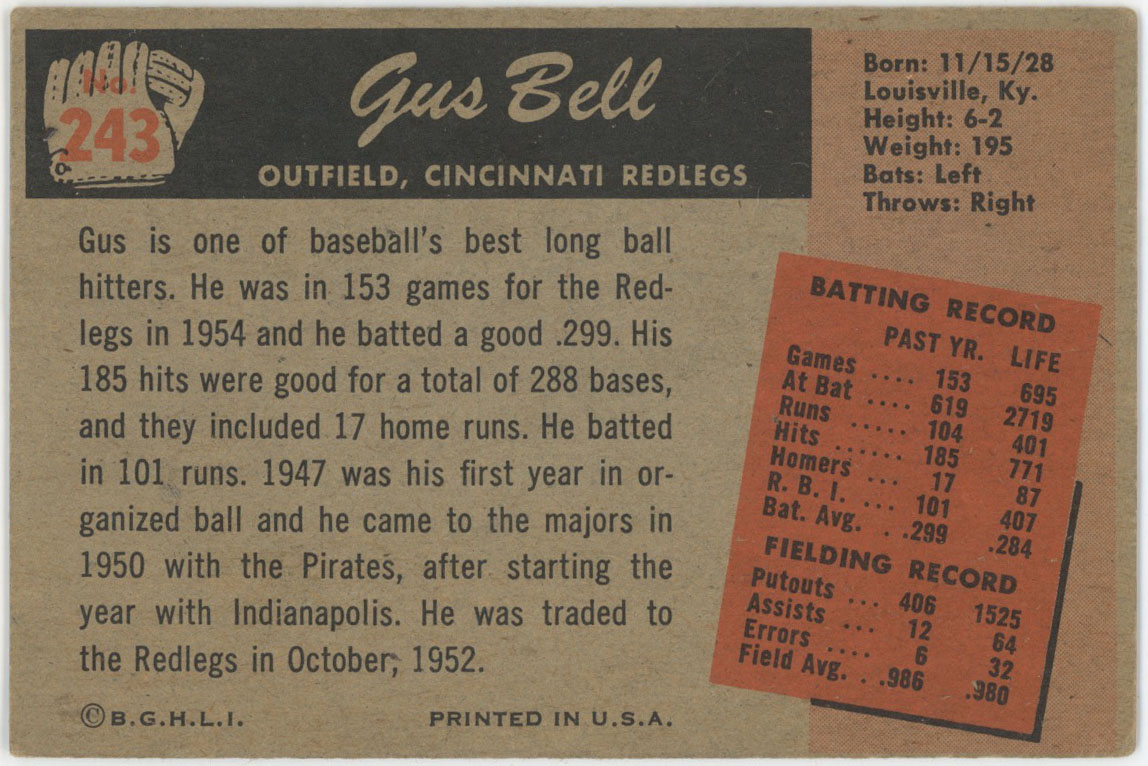 No.
243
Gus Bell
OUTFIELD, CINCINNATI REDLEGS
Born: 11/15/28
Louisville, Ky.
Height: 6-2
Weight: 195
Bats: Left
Throws: Right
Gus is one of baseball's best long ball
hitters. He was in 153 games for the Red-
legs in 1954 and he batted a good .299. His
185 hits were good for a total of 288 bases,
and they included 17 home runs. He batted
in 101 runs. 1947 was his first year in or-
ganized ball and he came to the majors in
1950 with the Pirates, after starting the
year with Indianapolis. He was traded to
the Redlegs in October, 1952.
BATTING RECORD
PAST YR. LIFE
Games .... 153 695
At Bat .... 619 2719
Runs ..... 104 401
Hits ...... 185 771
Homers ... 17 87
R. B. I. ... 101 407
Bat. Avg. . .299 .284
FIELDING RECORD
Putouts ... 406 1525
Assists ... 12 64
Errors .... 6 32
Field Avg. . .986 .980
©B.G.H.L.I. PRINTED IN U.S.A.